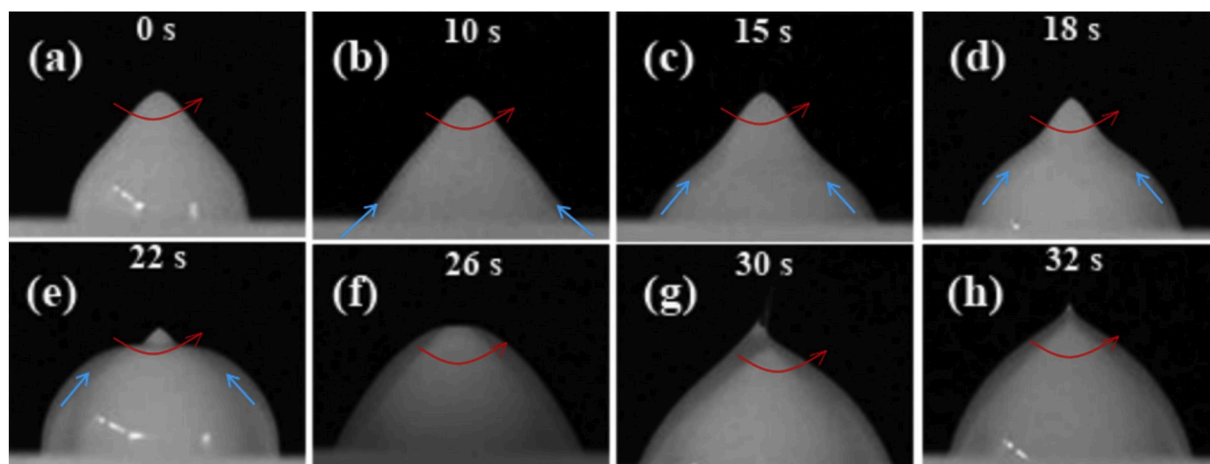 (a) 0 s
(b) 10 s
(c) 15 s
(d) 18 s
(e) 22 s
(f) 26 s
(g) 30 s
(h) 32 s